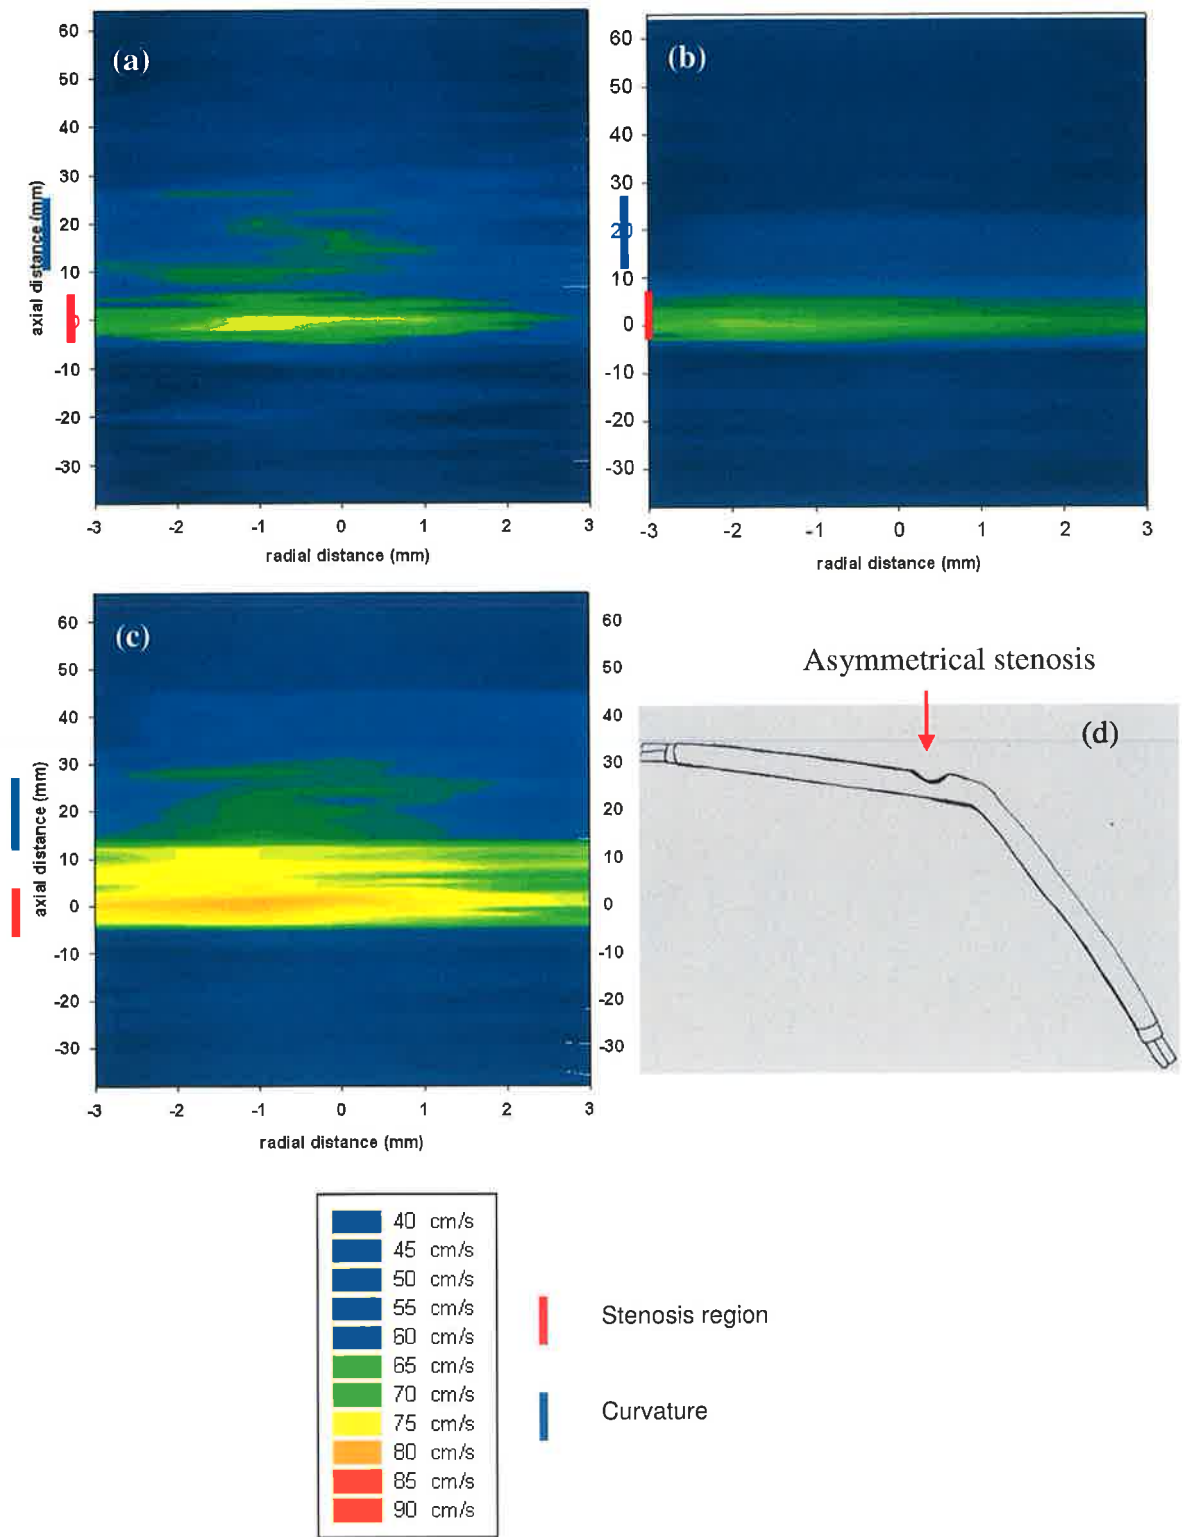 (a)
60
50
40
30
20
10
0
-10
-20
-30
axial distance (mm)
-3 -2 -1 0 1 2 3
radial distance (mm)
(b)
60
50
40
30
20
10
0
-10
-20
-30
-3 -2 -1 0 1 2 3
radial distance (mm)
(c)
60
50
40
30
20
10
0
-10
-20
-30
axial distance (mm)
-3 -2 -1 0 1 2 3
radial distance (mm)
60
50
40
30
20
10
0
-10
-20
-30
Asymmetrical stenosis
(d)
40 cm/s
45 cm/s
50 cm/s
55 cm/s
60 cm/s
65 cm/s
70 cm/s
75 cm/s
80 cm/s
85 cm/s
90 cm/s
Stenosis region
Curvature